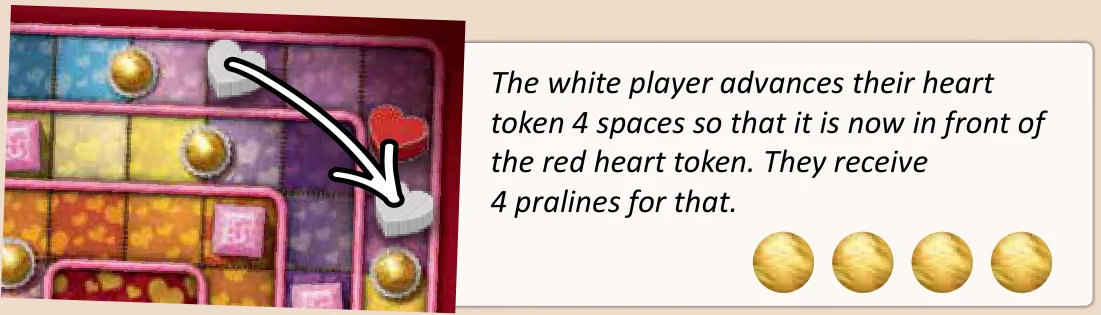 The white player advances their heart
token 4 spaces so that it is now in front of
the red heart token. They receive
4 pralines for that.